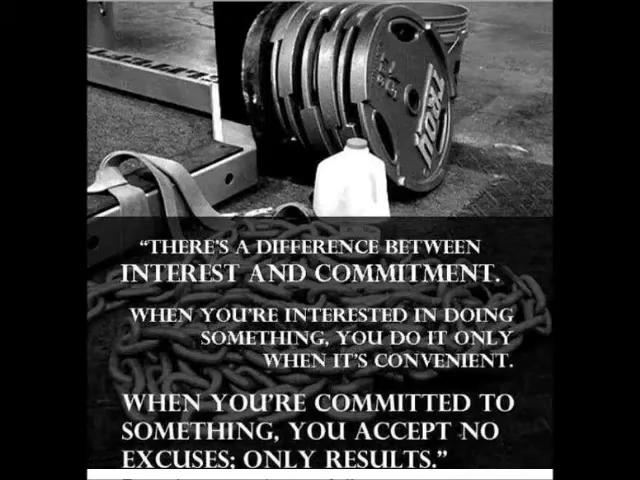 TROY
"THERE'S A DIFFERENCE BETWEEN
INTEREST AND COMMITMENT.
WHEN YOU'RE INTERESTED IN DOING
SOMETHING, YOU DO IT ONLY
WHEN IT'S CONVENIENT.
WHEN YOU'RE COMMITTED TO
SOMETHING, YOU ACCEPT NO
EXCUSES; ONLY RESULTS."